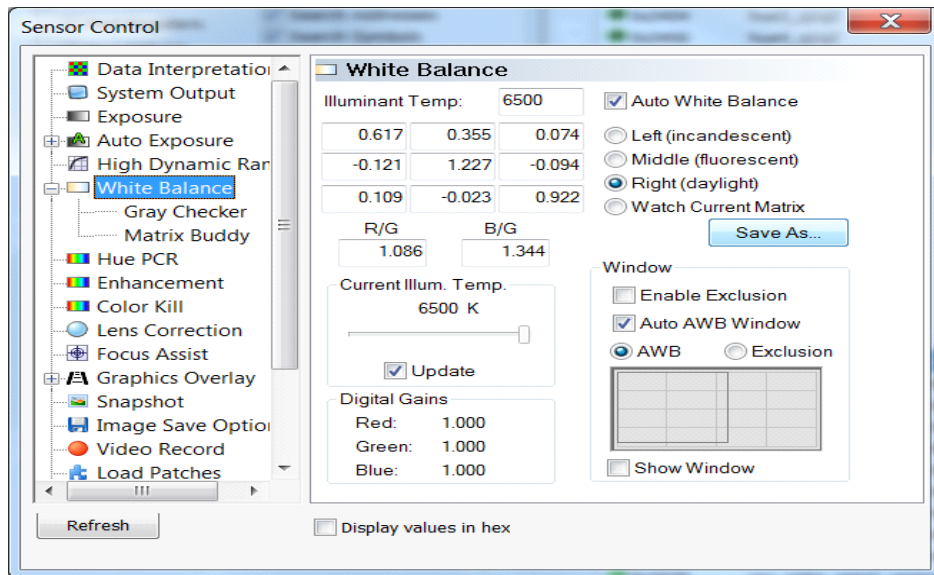 Sensor Control
Data Interpretatio
System Output
Exposure
Auto Exposure
High Dynamic Ran
White Balance
Gray Checker
Matrix Buddy
Hue PCR
Enhancement
Color Kill
Lens Correction
Focus Assist
Graphics Overlay
Snapshot
Image Save Optio
Video Record
Load Patches
Refresh
White Balance
Illuminant Temp: 6500
0.617 0.355 0.074
-0.121 1.227 -0.094
0.109 -0.023 0.922
R/G B/G
1.086 1.344
Current Illum. Temp.
6500 K
Update
Digital Gains
Red: 1.000
Green: 1.000
Blue: 1.000
Auto White Balance
Left (incandescent)
Middle (fluorescent)
Right (daylight)
Watch Current Matrix
Save As...
Window
Enable Exclusion
Auto AWB Window
AWB Exclusion
Show Window
Display values in hex